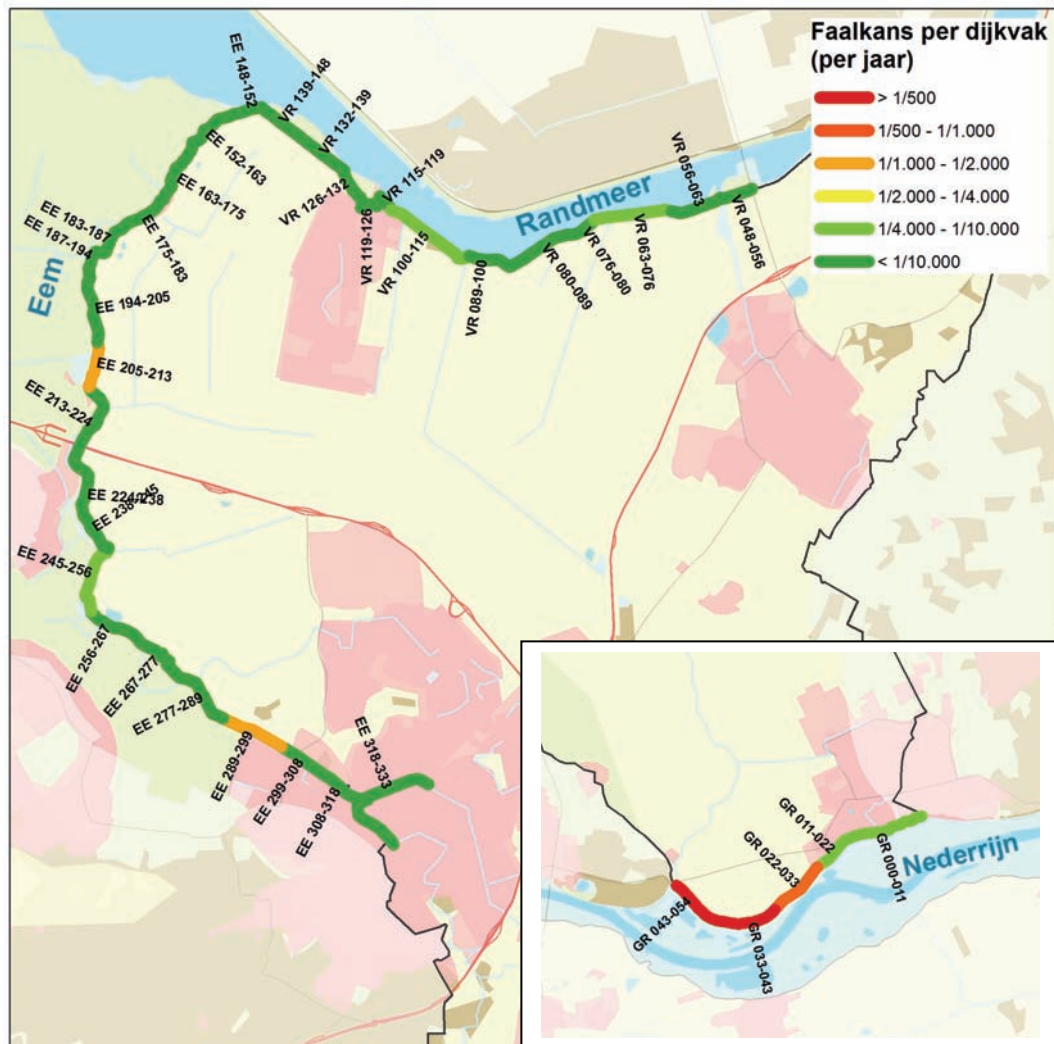 Faalkans per dijkvak
(per jaar)
> 1/500
1/500 - 1/1.000
1/1.000 - 1/2.000
1/2.000 - 1/4.000
1/4.000 - 1/10.000
< 1/10.000
EE 148-152
VR 139-148
VR 132-139
EE 152-163
VR 115-119
VR 056-063
EE 163-175
VR 126-132
Randmeer
VR 048-056
EE 183-187
EE 187-194
EE 175-183
VR 119-126
VR 100-115
VR 089-100
VR 080-089
VR 076-080
VR 063-076
Eem
EE 194-205
EE 205-213
EE 213-224
EE 224-238
EE 238-245
EE 245-256
EE 256-267
EE 267-277
EE 277-289
EE 289-299
EE 299-308
EE 308-318
EE 318-333
GR 011-022
GR 022-033
GR 000-011
Nederrijn
GR 043-054
GR 033-043